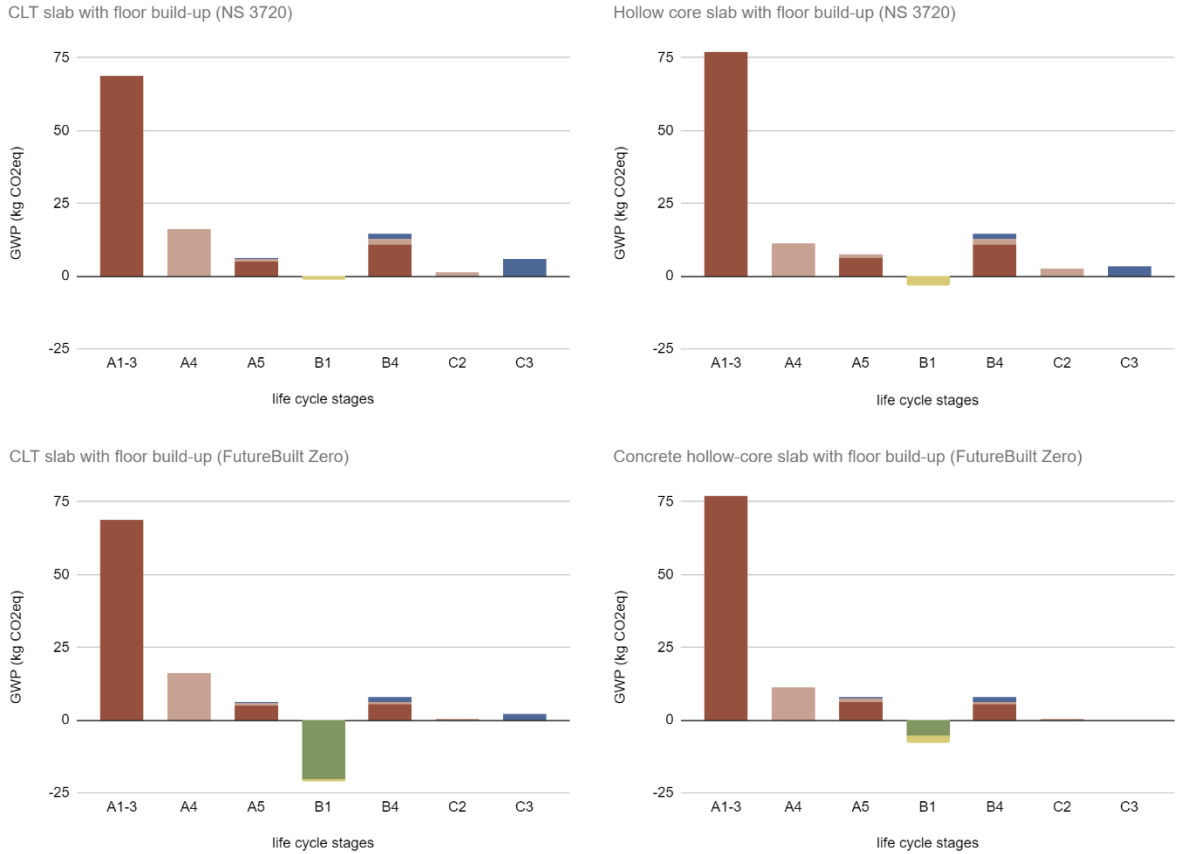 CLT slab with floor build-up (NS 3720)
75
50
25
0
-25
GWP (kg CO2eq)
A1-3 A4 A5 B1 B4 C2 C3
life cycle stages
Hollow core slab with floor build-up (NS 3720)
75
50
25
0
-25
GWP (kg CO2eq)
A1-3 A4 A5 B1 B4 C2 C3
life cycle stages
CLT slab with floor build-up (FutureBuilt Zero)
75
50
25
0
-25
GWP (kg CO2eq)
A1-3 A4 A5 B1 B4 C2 C3
life cycle stages
Concrete hollow-core slab with floor build-up (FutureBuilt Zero)
75
50
25
0
-25
GWP (kg CO2eq)
A1-3 A4 A5 B1 B4 C2 C3
life cycle stages